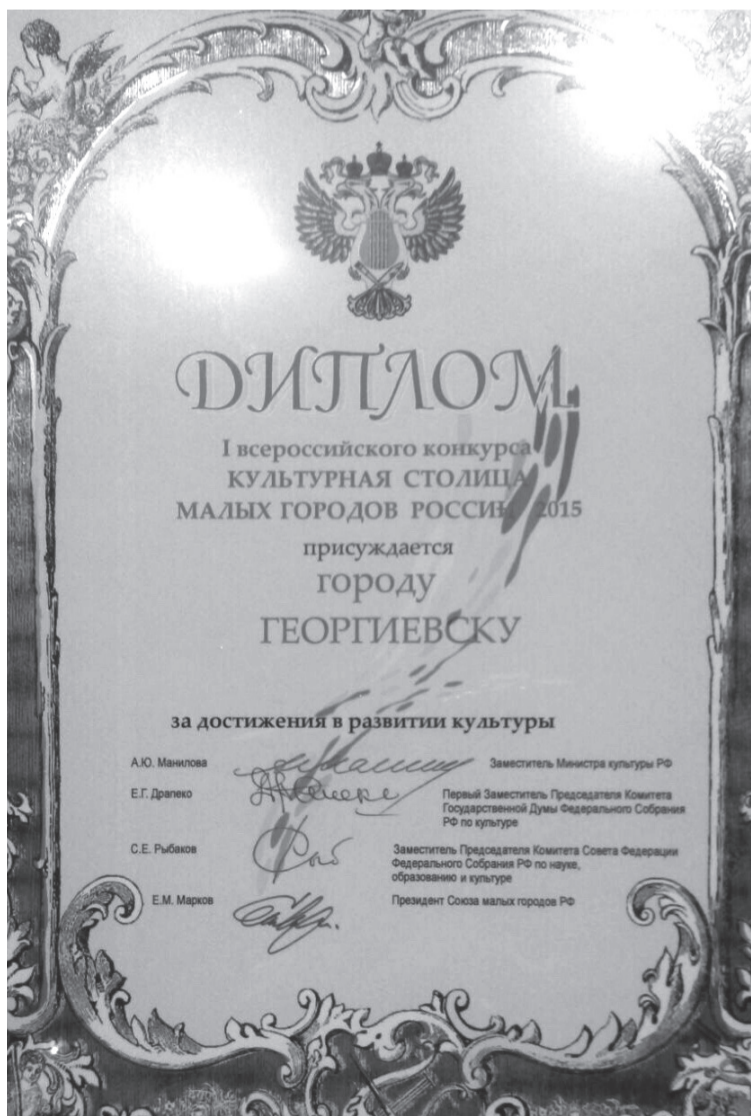 ДИПЛОМ
I всероссийского конкурса
КУЛЬТУРНАЯ СТОЛИЦА
МАЛЫХ ГОРОДОВ РОССИИ 2015
присуждается
городу
ГЕОРГИЕВСКУ
за достижения в развитии культуры
А.Ю. Манилова Заместитель Министра культуры РФ
Е.Г. Драпеко Первый Заместитель Председателя Комитета
Государственной Думы Федерального Собрания
РФ по культуре
С.Е. Рыбаков Заместитель Председателя Комитета Совета Федерации
Федерального Собрания РФ по науке,
образованию и культуре
Е.М. Марков Президент Союза малых городов РФ